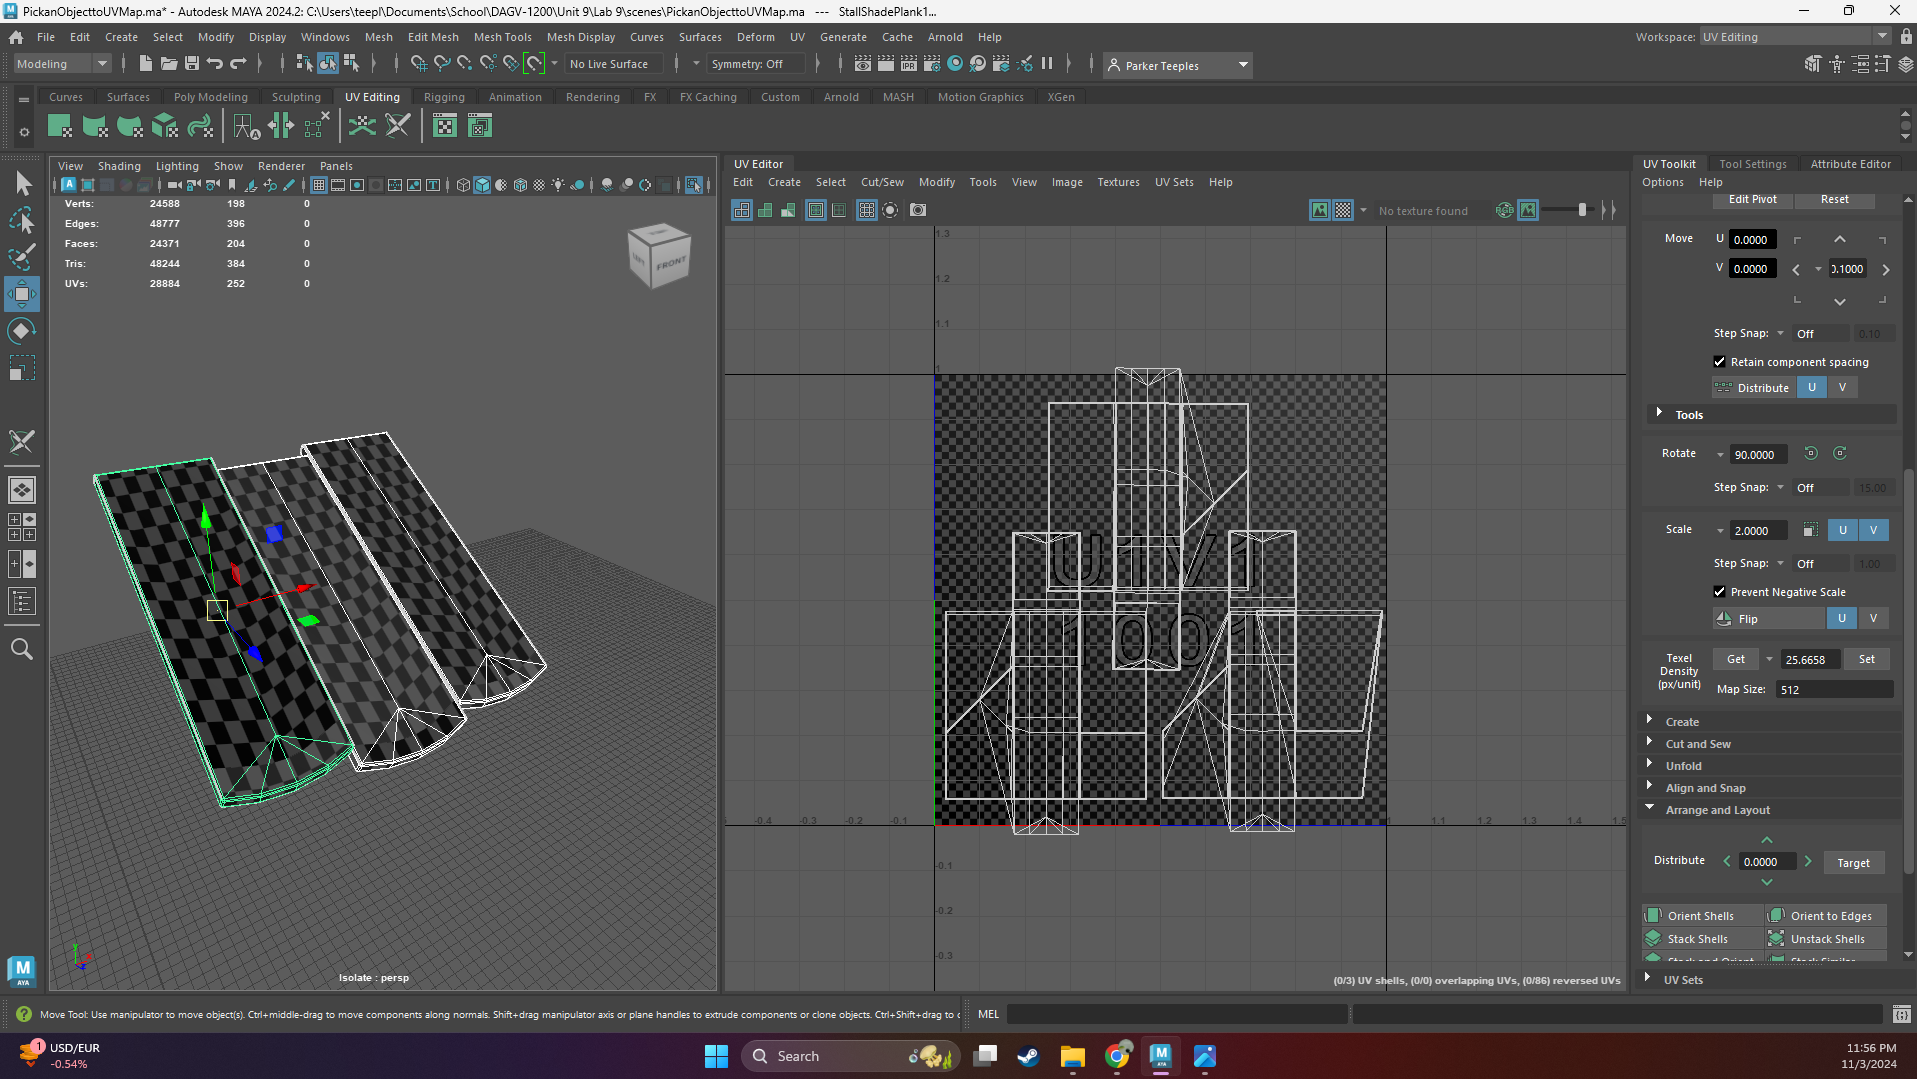 PickanObjecttoUVMap.ma* - Autodesk MAYA 2024.2: C:\Users\teepl\Documents\School\DAGV-1200\Unit 9\Lab 9\scenes\PickanObjecttoUVMap.ma --- StallShadePlank1...
File Edit Create Select Modify Display Windows Mesh Edit Mesh Mesh Tools Mesh Display Curves Surfaces Deform UV Generate Cache Arnold Help
Workspace: UV Editing
Modeling
No Live Surface
Symmetry: Off
IPR
Parker Teeples
Curves Surfaces Poly Modeling Sculpting UV Editing Rigging Animation Rendering FX FX Caching Custom Arnold MASH Motion Graphics XGen
View Shading Lighting Show Renderer Panels
Verts: 24588 198 0
Edges: 48777 396 0
Faces: 24371 204 0
Tris: 48244 384 0
UVs: 28884 252 0
LEFT FRONT
Isolate : persp
UV Editor
Edit Create Select Cut/Sew Modify Tools View Image Textures UV Sets Help
No texture found
RGB
1.3
1.2
1.1
1
U1V1
1001
-0.4 -0.3 -0.2 -0.1 1 1.1 1.2 1.3 1.4 1.5
-0.1
-0.2
-0.3
(0/3) UV shells, (0/0) overlapping UVs, (0/86) reversed UVs
UV Toolkit Tool Settings Attribute Editor
Options Help
Edit Pivot Reset
Move U 0.0000
V 0.0000
0.1000
Step Snap: Off 0.10
Retain component spacing
Distribute U V
Tools
Rotate 90.0000
Step Snap: Off 15.00
Scale 2.0000 U V
Step Snap: Off 1.00
Prevent Negative Scale
Flip U V
Texel Density (px/unit) Get 25.6658 Set
Map Size: 512
Create
Cut and Sew
Unfold
Align and Snap
Arrange and Layout
Distribute 0.0000 Target
Orient Shells Orient to Edges
Stack Shells Unstack Shells
Stack and Orient Stack Similar
UV Sets
Move Tool: Use manipulator to move object(s). Ctrl+middle-drag to move components along normals. Shift+drag manipulator axis or plane handles to extrude components or clone objects. Ctrl+Shift+drag to c
MEL
M
AYA
1
USD/EUR
-0.54%
Search
11:56 PM
11/3/2024